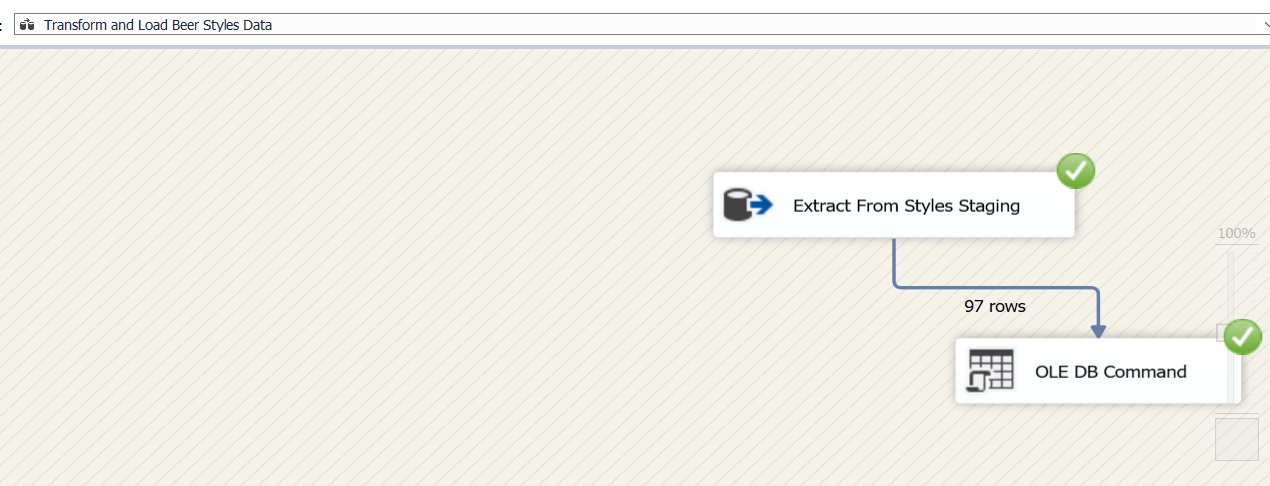 : Transform and Load Beer Styles Data
Extract From Styles Staging
100%
97 rows
OLE DB Command